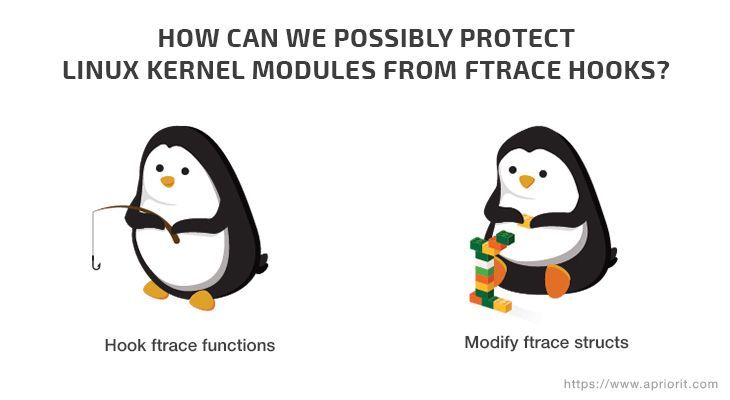 HOW CAN WE POSSIBLY PROTECT
LINUX KERNEL MODULES FROM FTRACE HOOKS?
Hook ftrace functions
Modify ftrace structs
https://www.apriorit.com